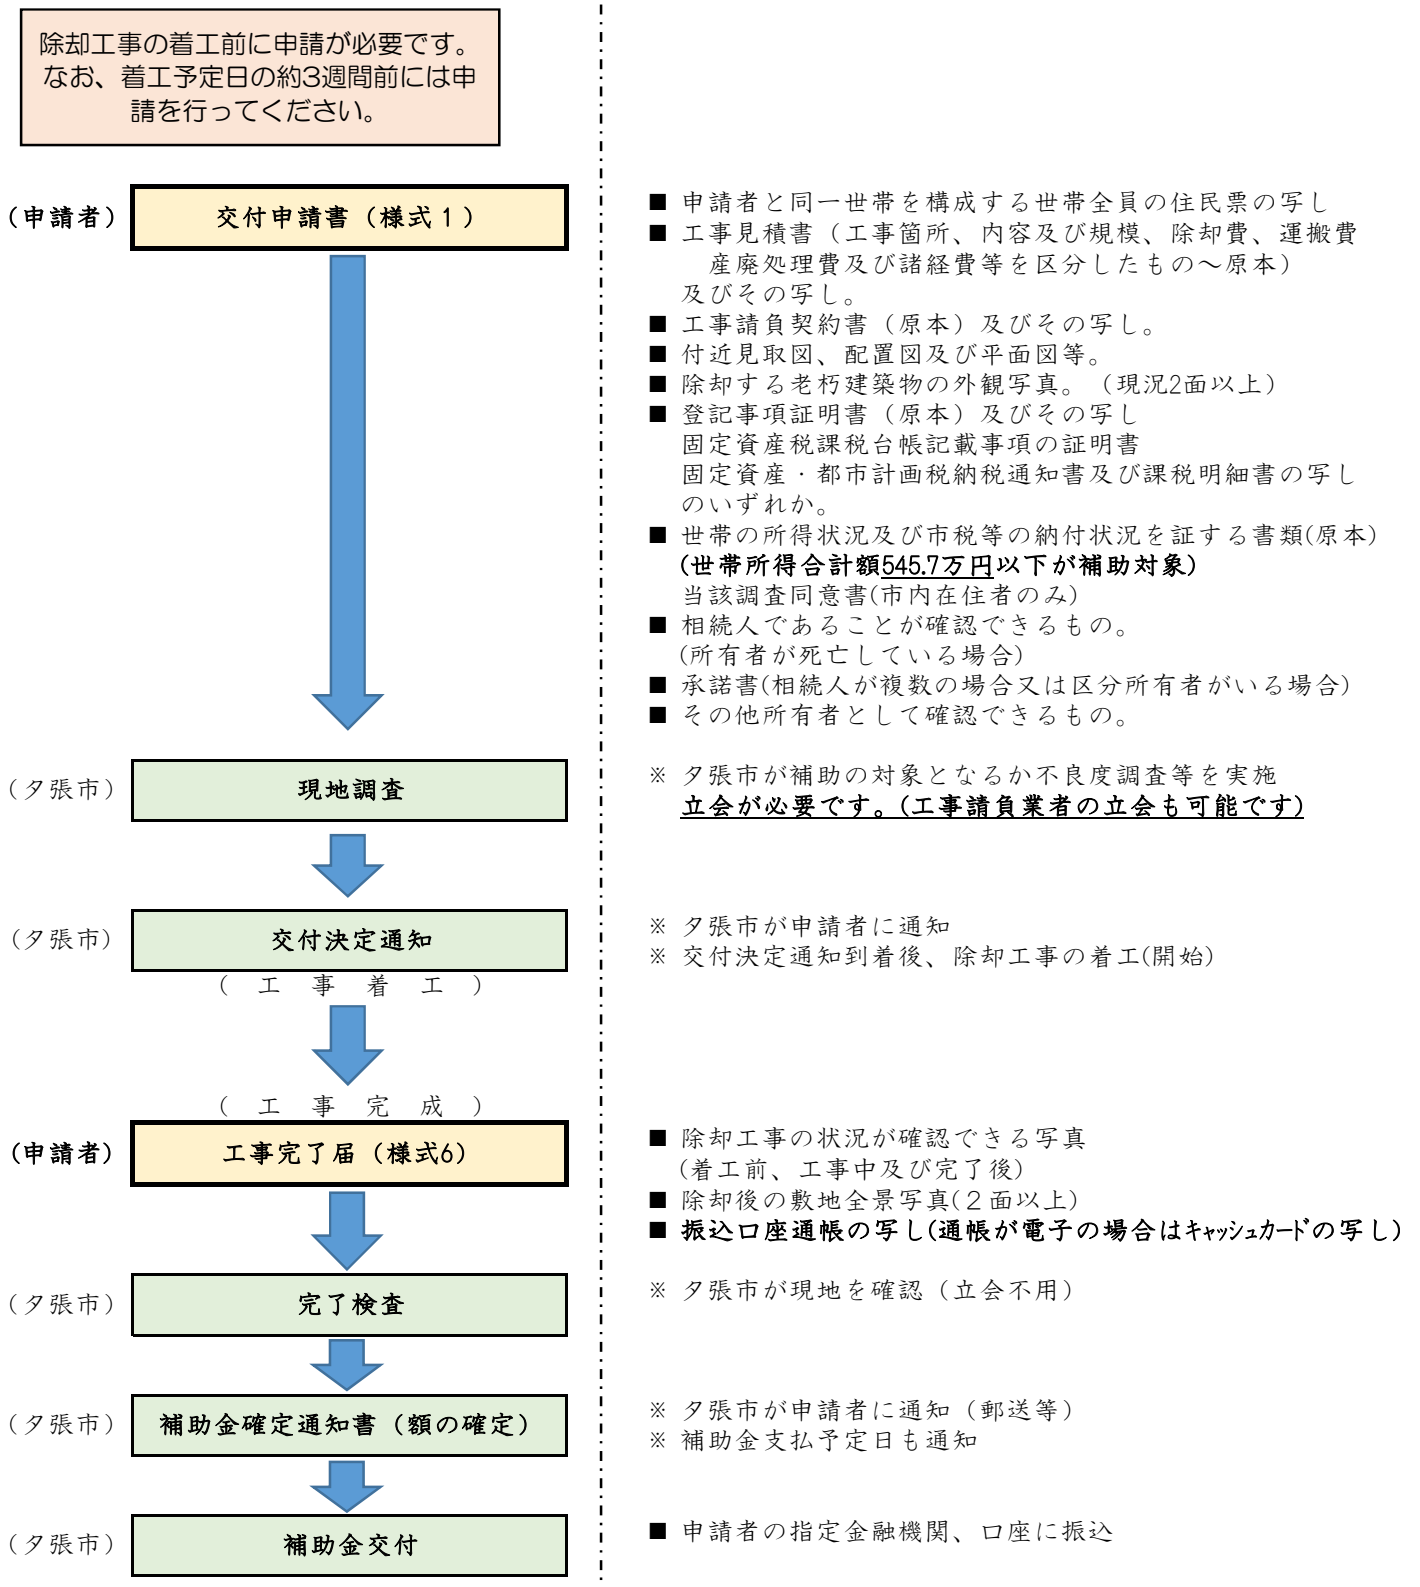 除却工事の着工前に申請が必要です。
なお、着工予定日の約3週間前には申
請を行ってください。
(申請者)
交付申請書（様式１）
■ 申請者と同一世帯を構成する世帯全員の住民票の写し
■ 工事見積書（工事箇所、内容及び規模、除却費、運搬費
産廃処理費及び諸経費等を区分したもの～原本）
及びその写し。
■ 工事請負契約書（原本）及びその写し。
■ 付近見取図、配置図及び平面図等。
■ 除却する老朽建築物の外観写真。（現況2面以上）
■ 登記事項証明書（原本）及びその写し
固定資産税課税台帳記載事項の証明書
固定資産・都市計画税納税通知書及び課税明細書の写し
のいずれか。
■ 世帯の所得状況及び市税等の納付状況を証する書類(原本)
(世帯所得合計額545.7万円以下が補助対象)
当該調査同意書(市内在住者のみ)
■ 相続人であることが確認できるもの。
(所有者が死亡している場合)
■ 承諾書(相続人が複数の場合又は区分所有者がいる場合)
■ その他所有者として確認できるもの。
(夕張市)
現地調査
※ 夕張市が補助の対象となるか不良度調査等を実施
立会が必要です。(工事請負業者の立会も可能です)
(夕張市)
交付決定通知
※ 夕張市が申請者に通知
※ 交付決定通知到着後、除却工事の着工(開始)
( 工 事 着 工 )
( 工 事 完 成 )
(申請者)
工事完了届（様式6）
■ 除却工事の状況が確認できる写真
(着工前、工事中及び完了後)
■ 除却後の敷地全景写真(２面以上)
■ 振込口座通帳の写し(通帳が電子の場合はｷｬｯｼｭｶｰﾄﾞの写し)
(夕張市)
完了検査
※ 夕張市が現地を確認（立会不用）
(夕張市)
補助金確定通知書（額の確定）
※ 夕張市が申請者に通知（郵送等）
※ 補助金支払予定日も通知
(夕張市)
補助金交付
■ 申請者の指定金融機関、口座に振込